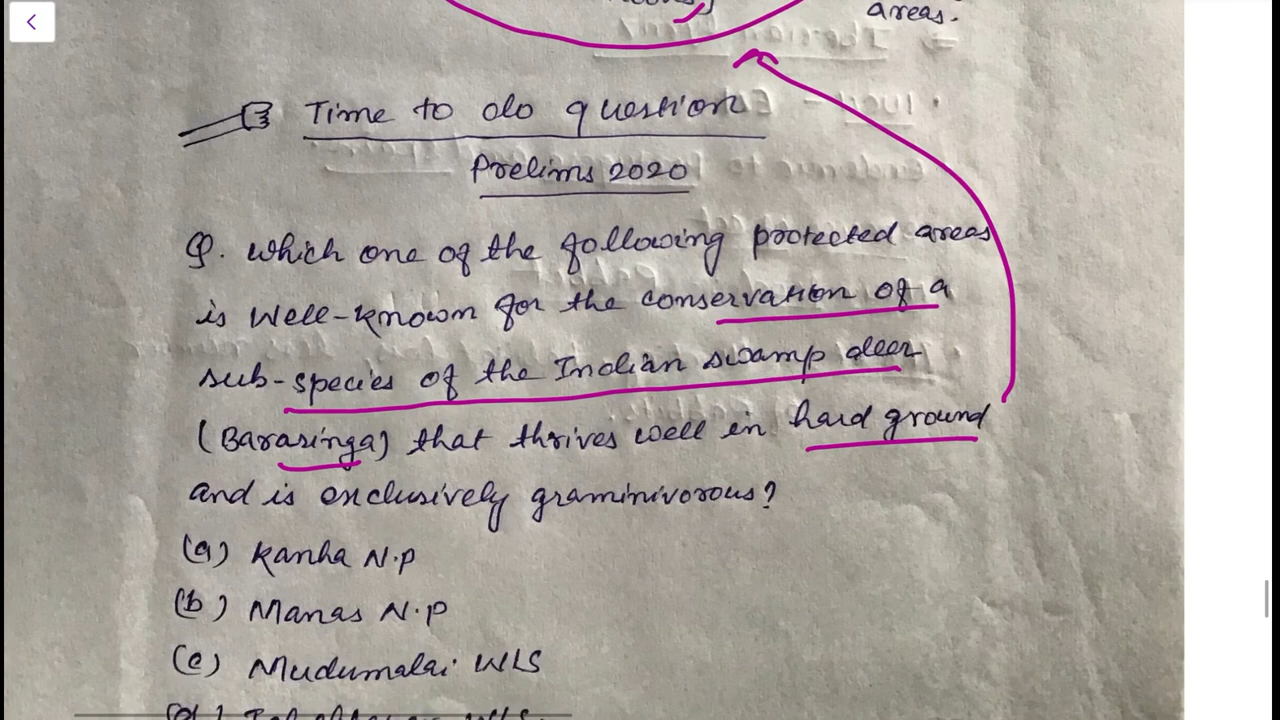 areas.
Time to do question
Prelims 2020
Q. which one of the following protected areas
is well-known for the conservation of a
sub-species of the Indian swamp deer
(Barasinga) that thrives well in hard ground
and is exclusively graminivorous?
(a) Kanha N.P
(b) Manas N.P
(c) Mudumalai WLS